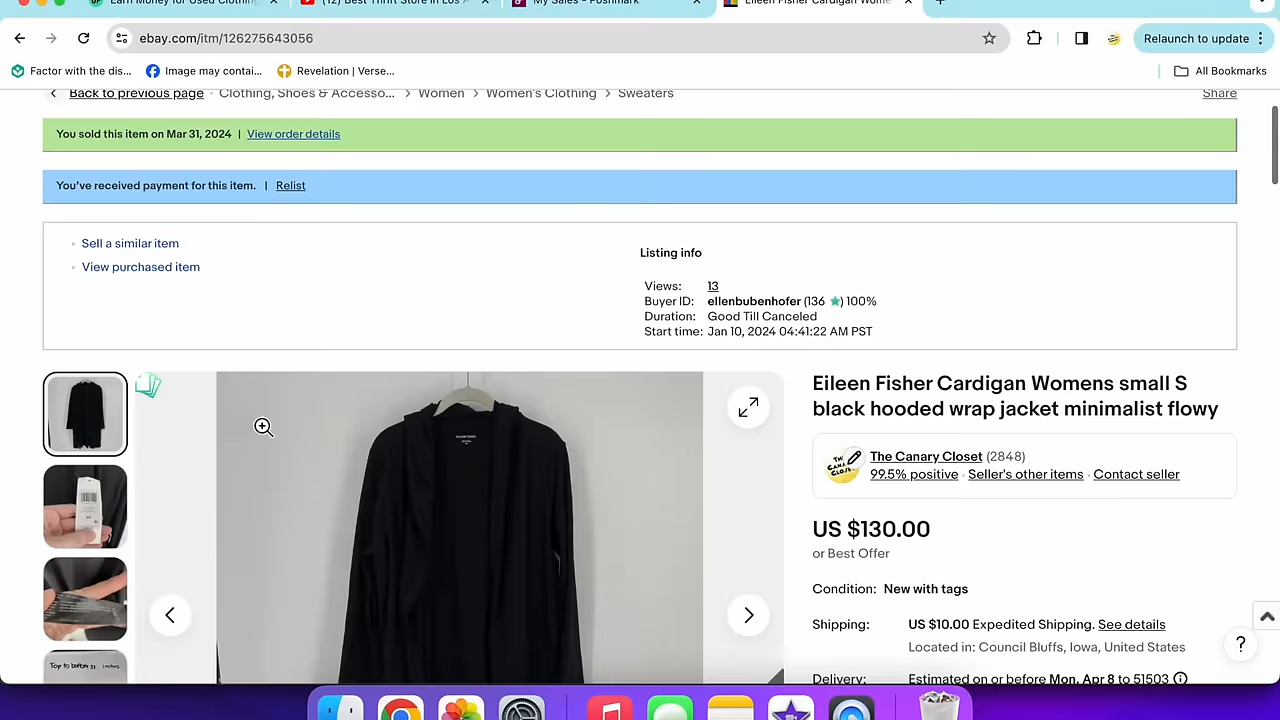 Earn Money for Used Clothin
(12) Best Thrift Store in Los A
My Sales - Poshmark
Eileen Fisher Cardigan Wome
ebay.com/itm/126275643056
Relaunch to update
Factor with the dis...
Image may contai...
Revelation | Verse...
All Bookmarks
Back to previous page · Clothing, Shoes & Accesso... > Women > Women's Clothing > Sweaters
Share
You sold this item on Mar 31, 2024 | View order details
You've received payment for this item. | Relist
Sell a similar item
View purchased item
Listing info
Views: 13
Buyer ID: ellenbubenhofer (136 ★) 100%
Duration: Good Till Canceled
Start time: Jan 10, 2024 04:41:22 AM PST
Eileen Fisher Cardigan Womens small S
black hooded wrap jacket minimalist flowy
The Canary Closet (2848)
99.5% positive · Seller's other items · Contact seller
US $130.00
or Best Offer
Condition: New with tags
Shipping: US $10.00 Expedited Shipping. See details
Located in: Council Bluffs, Iowa, United States
Delivery: Estimated on or before Mon, Apr 8 to 51503
EILEEN FISHER
Top to bottom 31 inches
?